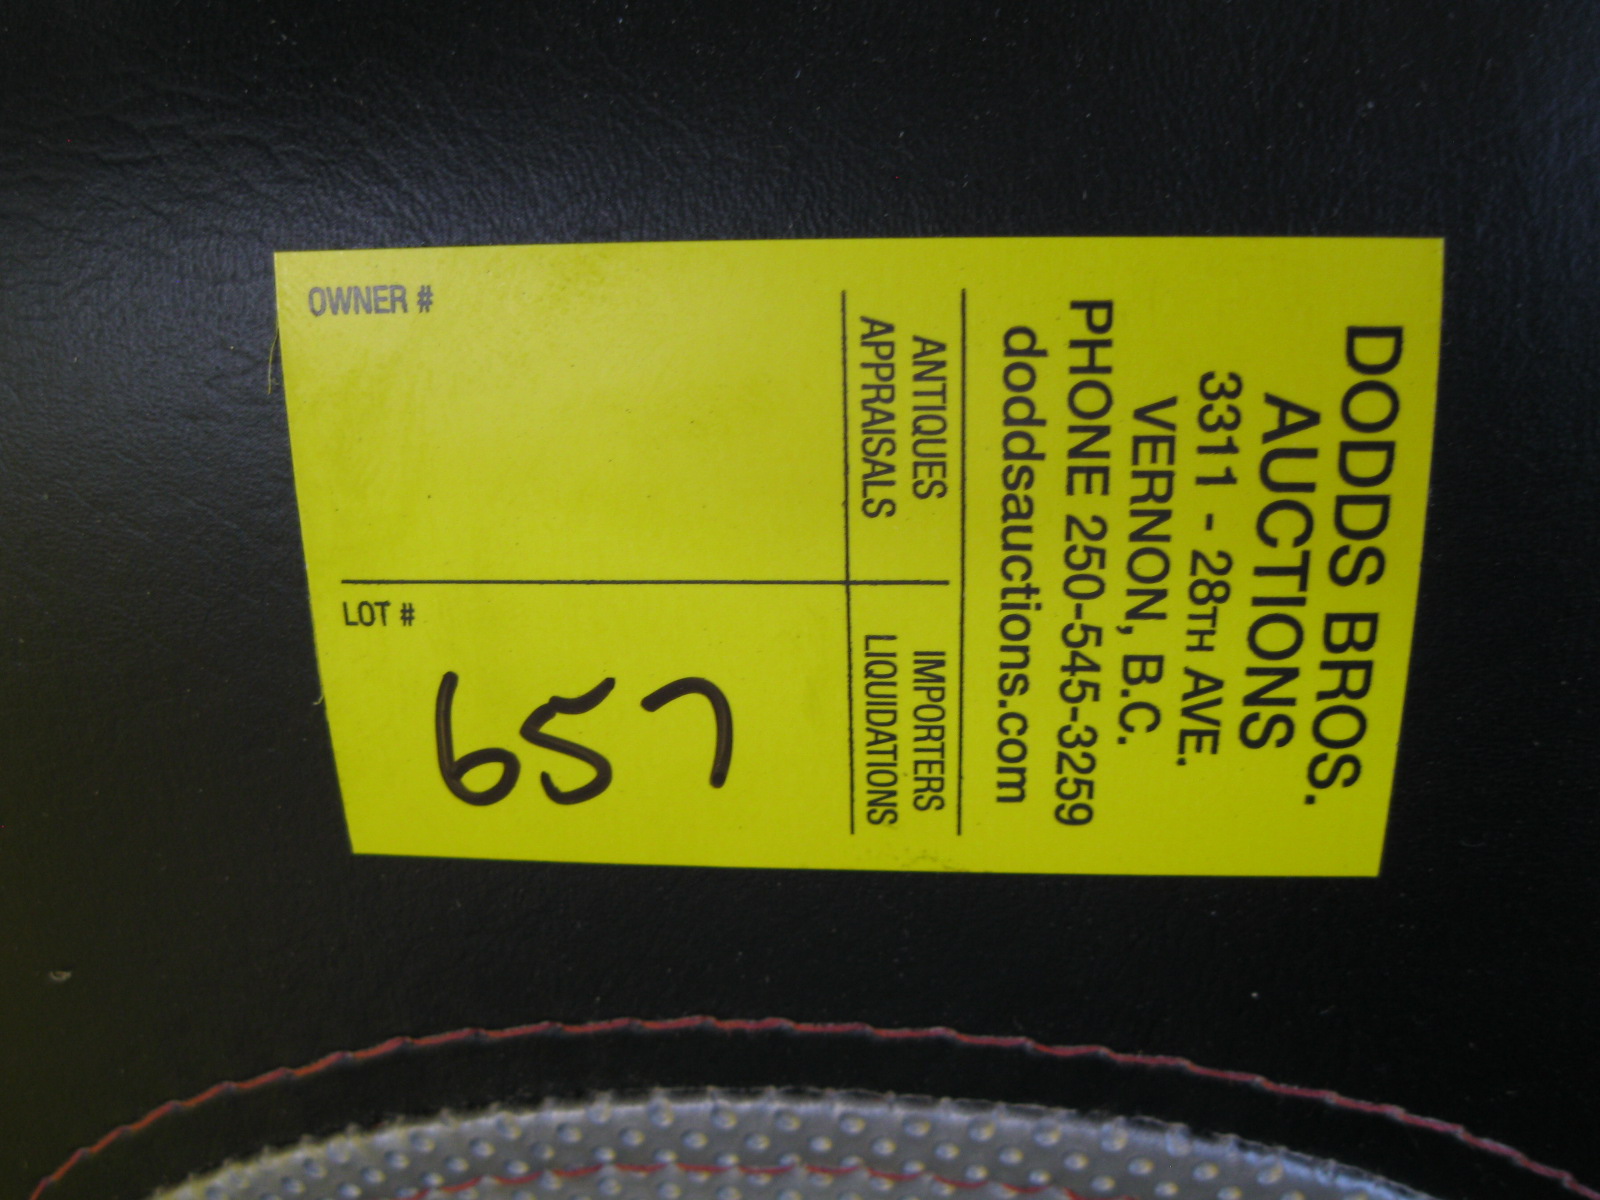 DODDS BROS.
AUCTIONS
3311 - 28TH AVE.
VERNON, B.C.
PHONE 250-545-3259
doddsauctions.com
ANTIQUES
APPRAISALS
IMPORTERS
LIQUIDATIONS
OWNER #
LOT #
657